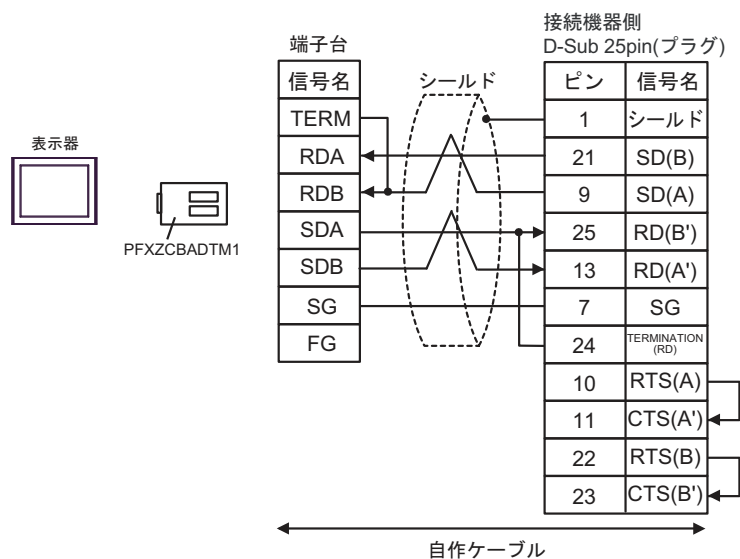 接続機器側
端子台
D-Sub 25pin(プラグ)
信号名 シールド ピン 信号名
TERM 1 シールド
表示器 RDA 21 SD(B)
RDB 9 SD(A)
PFXZCBADTM1 SDA 25 RD(B')
SDB 13 RD(A')
SG 7 SG
FG 24 TERMINATION
(RD)
10 RTS(A)
11 CTS(A')
22 RTS(B)
23 CTS(B')
自作ケーブル